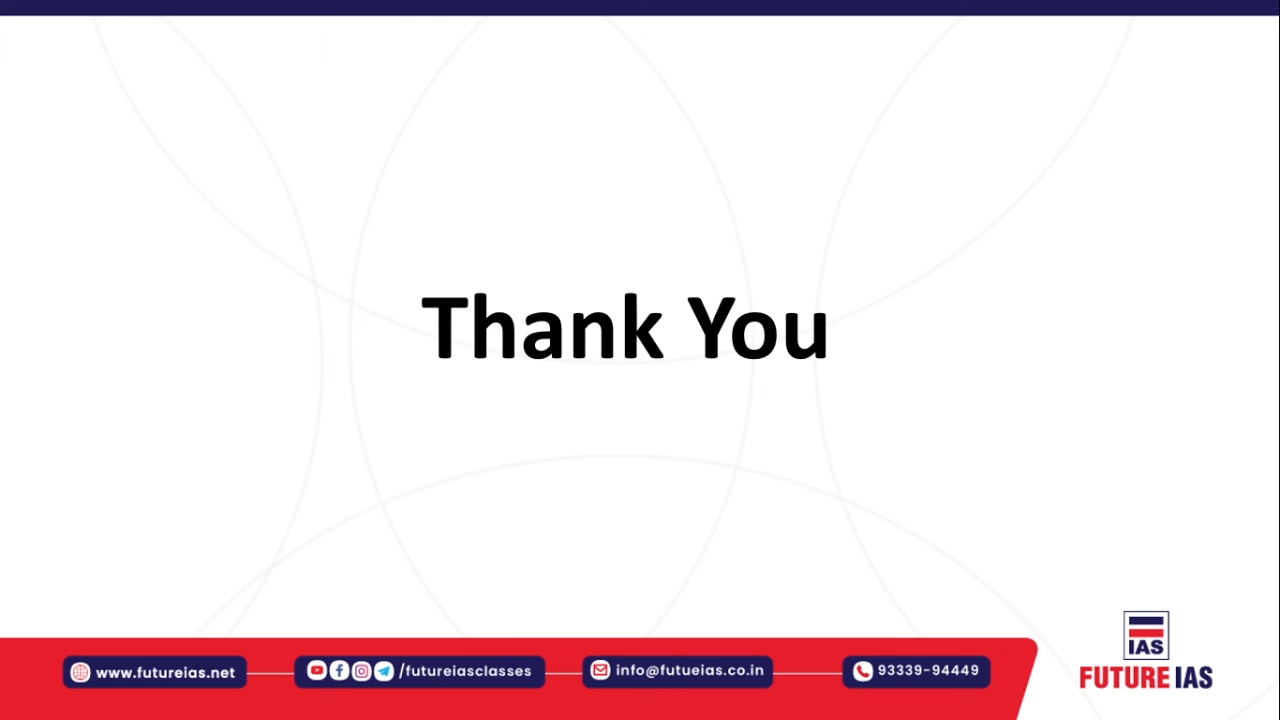 Thank You
IAS
www.futureias.net
/futureiasclasses
info@futueias.co.in
93339-94449
FUTURE IAS